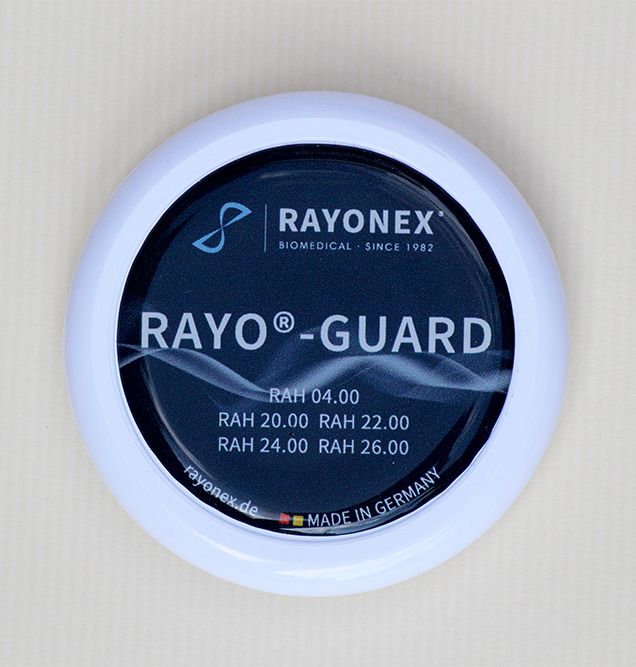 RAYONEX®
BIOMEDICAL · SINCE 1982
RAYO®-GUARD
RAH 04.00
RAH 20.00 RAH 22.00
RAH 24.00 RAH 26.00
rayonex.de
MADE IN GERMANY